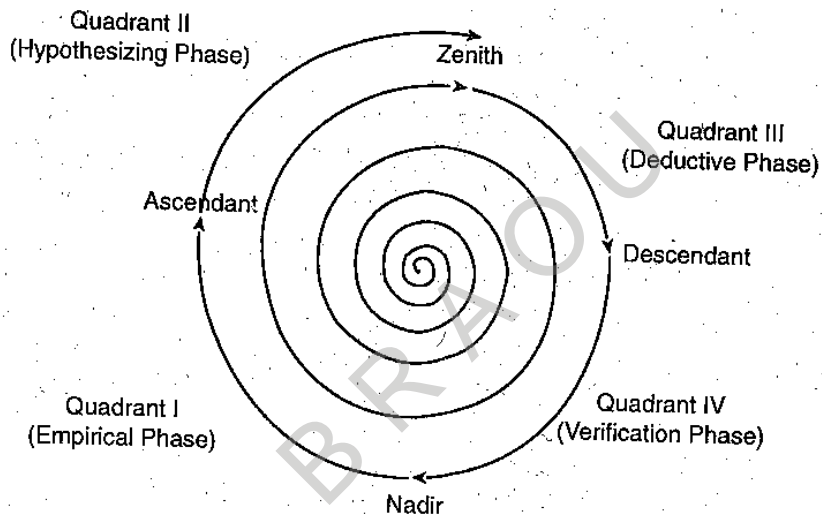 Quadrant II
(Hypothesizing Phase)
Zenith
Quadrant III
(Deductive Phase)
Ascendant
Descendant
Quadrant I
(Empirical Phase)
Quadrant IV
(Verification Phase)
Nadir
BRAOU